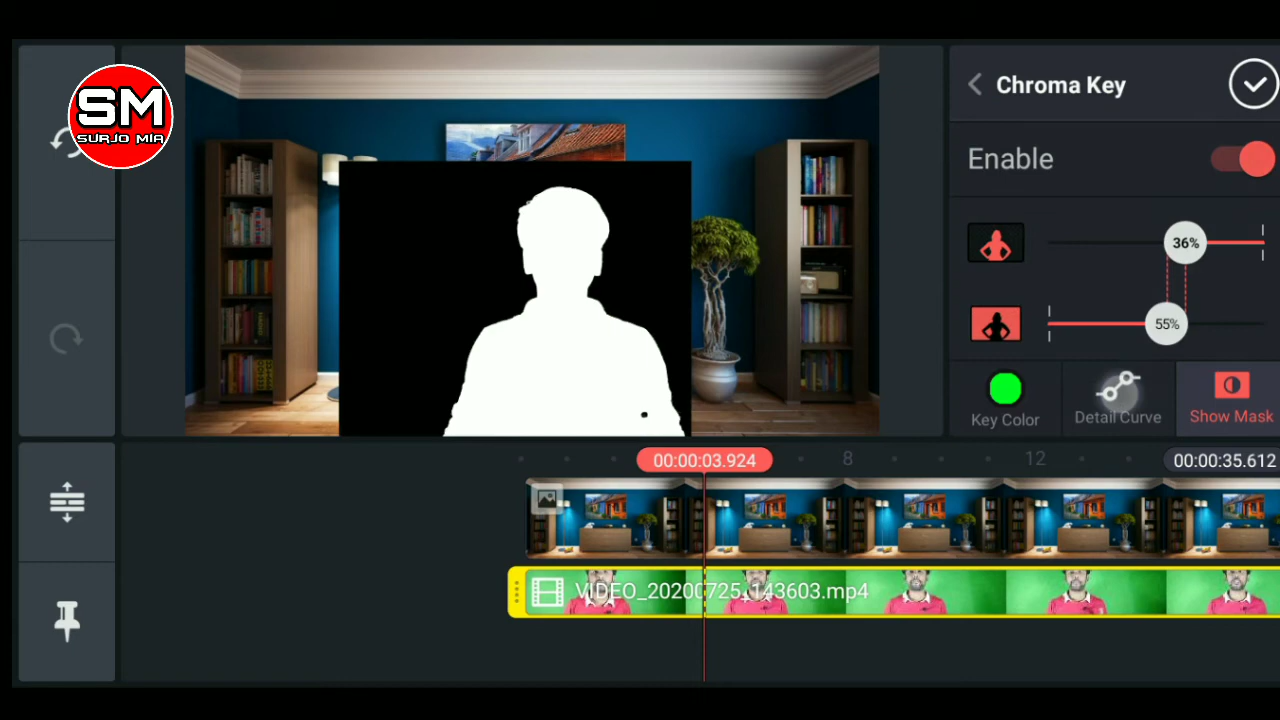 SM
SURJO MIA
Chroma Key
Enable
36%
55%
Key Color
Detail Curve
Show Mask
00:00:03.924
8
12
00:00:35.612
VIDEO_20200725_143603.mp4